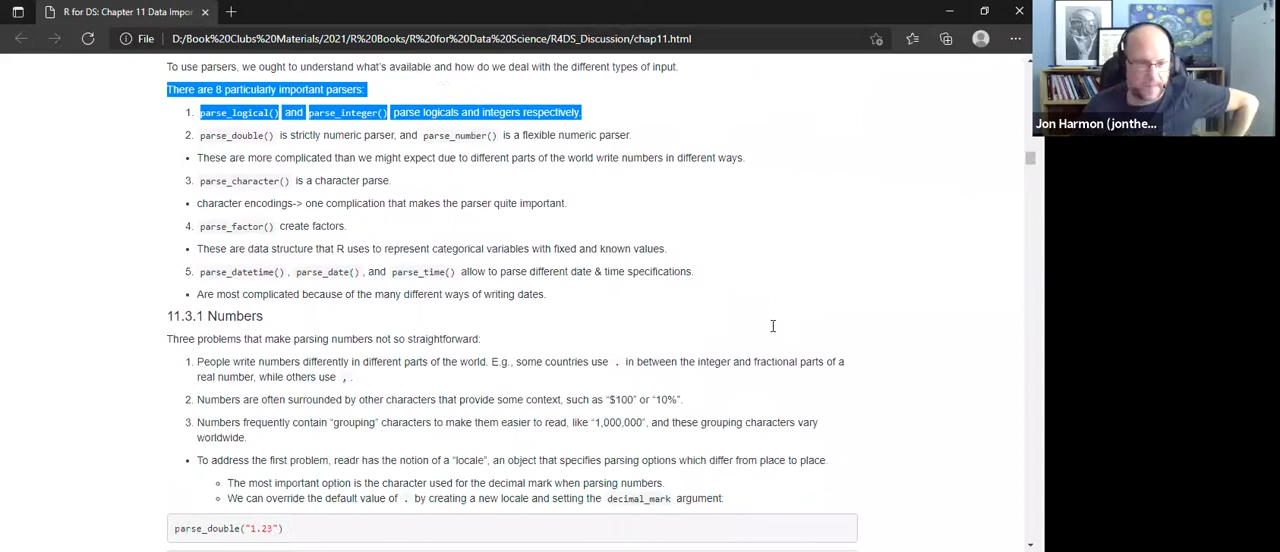 R for DS: Chapter 11 Data Impor
File
D:/Book%20Clubs%20Materials/2021/R%20Books/R%20for%20Data%20Science/R4DS_Discussion/chap11.html
To use parsers, we ought to understand what's available and how do we deal with the different types of input.
There are 8 particularly important parsers:
1. parse_logical() and parse_integer() parse logicals and integers respectively.
2. parse_double() is strictly numeric parser, and parse_number() is a flexible numeric parser.
• These are more complicated than we might expect due to different parts of the world write numbers in different ways.
3. parse_character() is a character parse.
• character encodings-> one complication that makes the parser quite important.
4. parse_factor() create factors.
• These are data structure that R uses to represent categorical variables with fixed and known values.
5. parse_datetime(), parse_date(), and parse_time() allow to parse different date & time specifications.
• Are most complicated because of the many different ways of writing dates.
11.3.1 Numbers
Three problems that make parsing numbers not so straightforward:
1. People write numbers differently in different parts of the world. E.g., some countries use . in between the integer and fractional parts of a
real number, while others use , .
2. Numbers are often surrounded by other characters that provide some context, such as “$100” or “10%”.
3. Numbers frequently contain “grouping” characters to make them easier to read, like “1,000,000”, and these grouping characters vary
worldwide.
• To address the first problem, readr has the notion of a “locale”, an object that specifies parsing options which differ from place to place.
◦ The most important option is the character used for the decimal mark when parsing numbers.
◦ We can override the default value of . by creating a new locale and setting the decimal_mark argument:
parse_double("1.23")
Jon Harmon (jonthe...